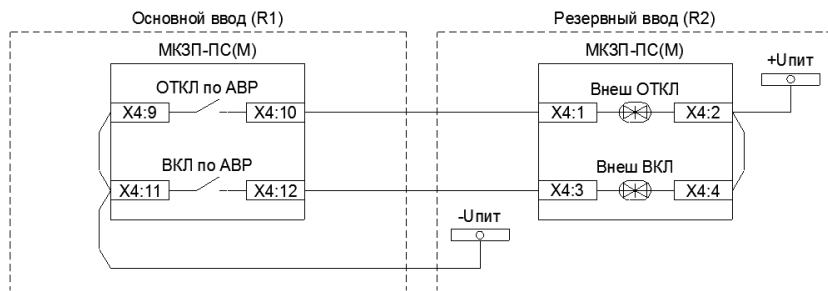 Основной ввод (R1)
Резервный ввод (R2)
МКЗП-ПС(М)
МКЗП-ПС(М)
+Uпит
ОТКЛ по АВР
Внеш ОТКЛ
X4:9
X4:10
X4:1
X4:2
ВКЛ по АВР
Внеш ВКЛ
X4:11
X4:12
X4:3
X4:4
-Uпит